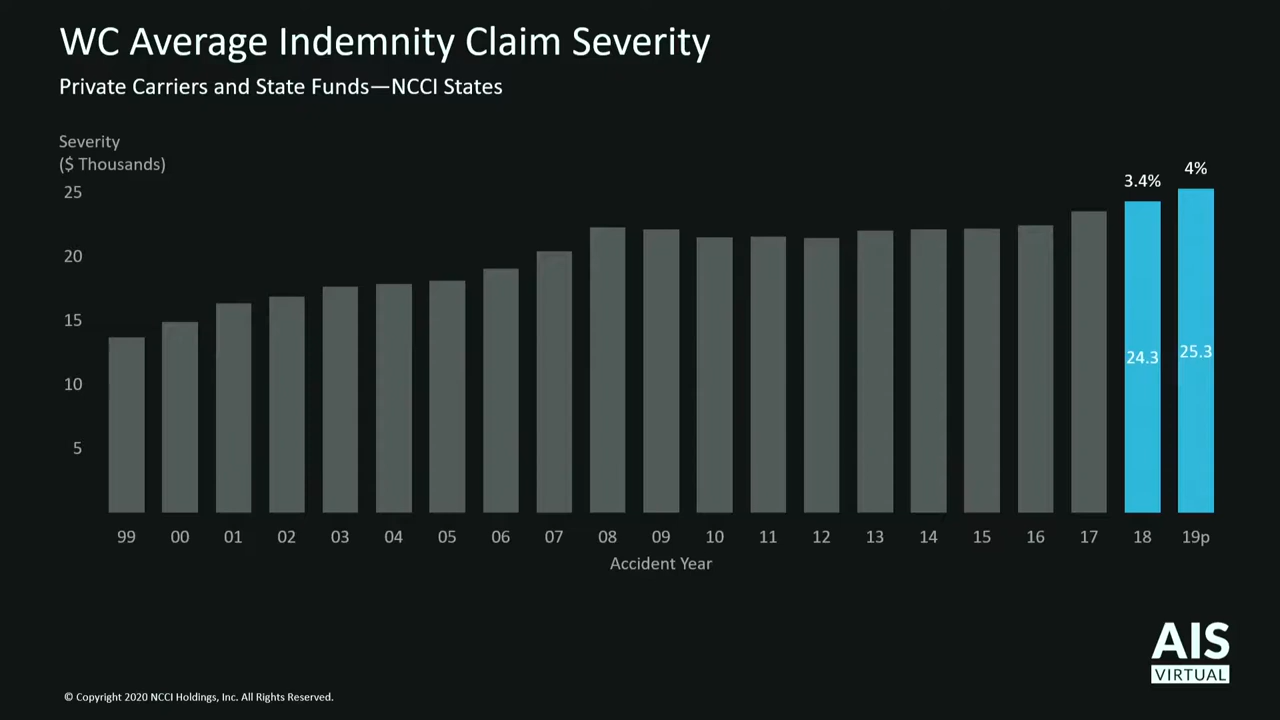 WC Average Indemnity Claim Severity
Private Carriers and State Funds—NCCI States
Severity
($ Thousands)
25
20
15
10
5
3.4%
4%
24.3
25.3
99 00 01 02 03 04 05 06 07 08 09 10 11 12 13 14 15 16 17 18 19p
Accident Year
AIS
VIRTUAL
© Copyright 2020 NCCI Holdings, Inc. All Rights Reserved.